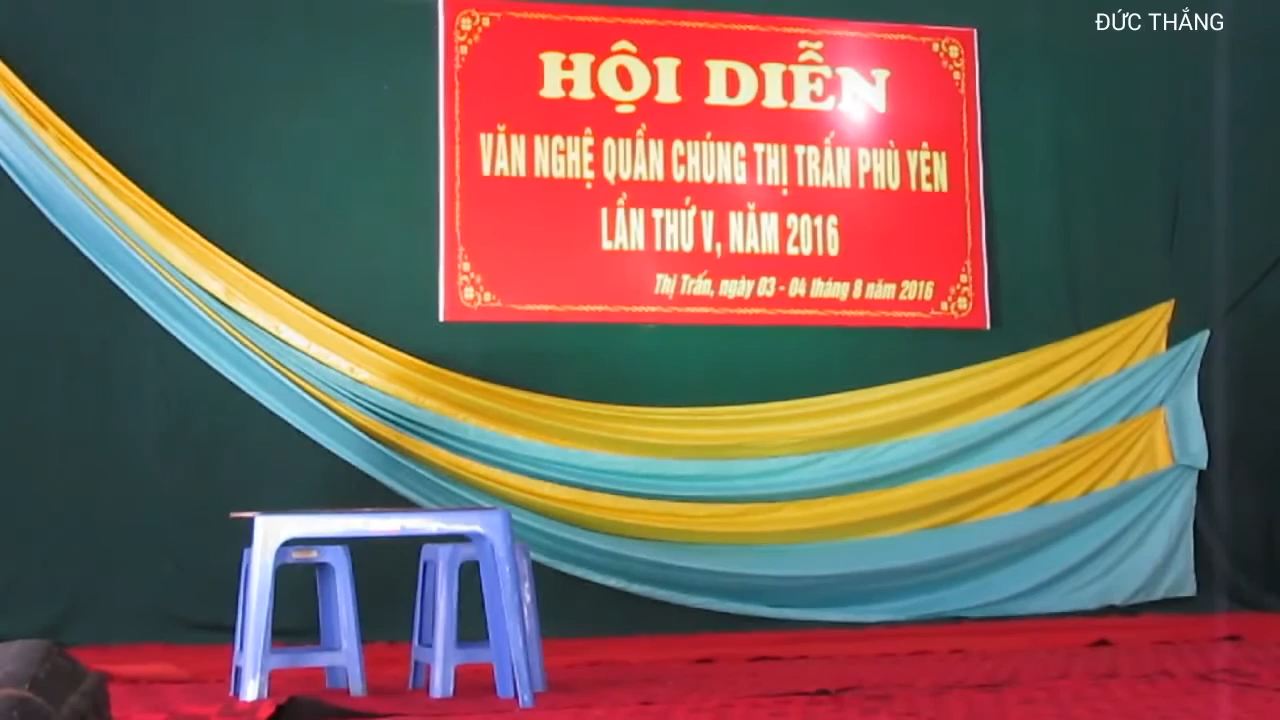 ĐỨC THẮNG
HỘI DIỄN
VĂN NGHỆ QUẦN CHÚNG THỊ TRẤN PHÙ YÊN
LẦN THỨ V, NĂM 2016
Thị Trấn, ngày 03 - 04 tháng 8 năm 2016